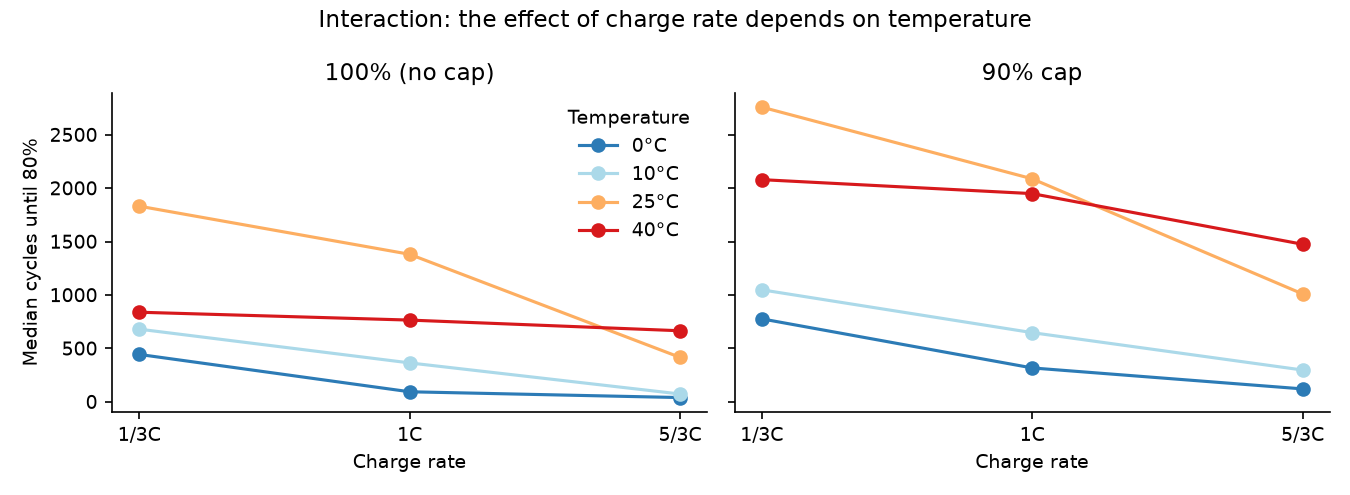 Interaction: the effect of charge rate depends on temperature
100% (no cap)
Median cycles until 80%
2500
2000
1500
1000
500
0
Temperature
0°C
10°C
25°C
40°C
1/3C 1C 5/3C
Charge rate
90% cap
1/3C 1C 5/3C
Charge rate